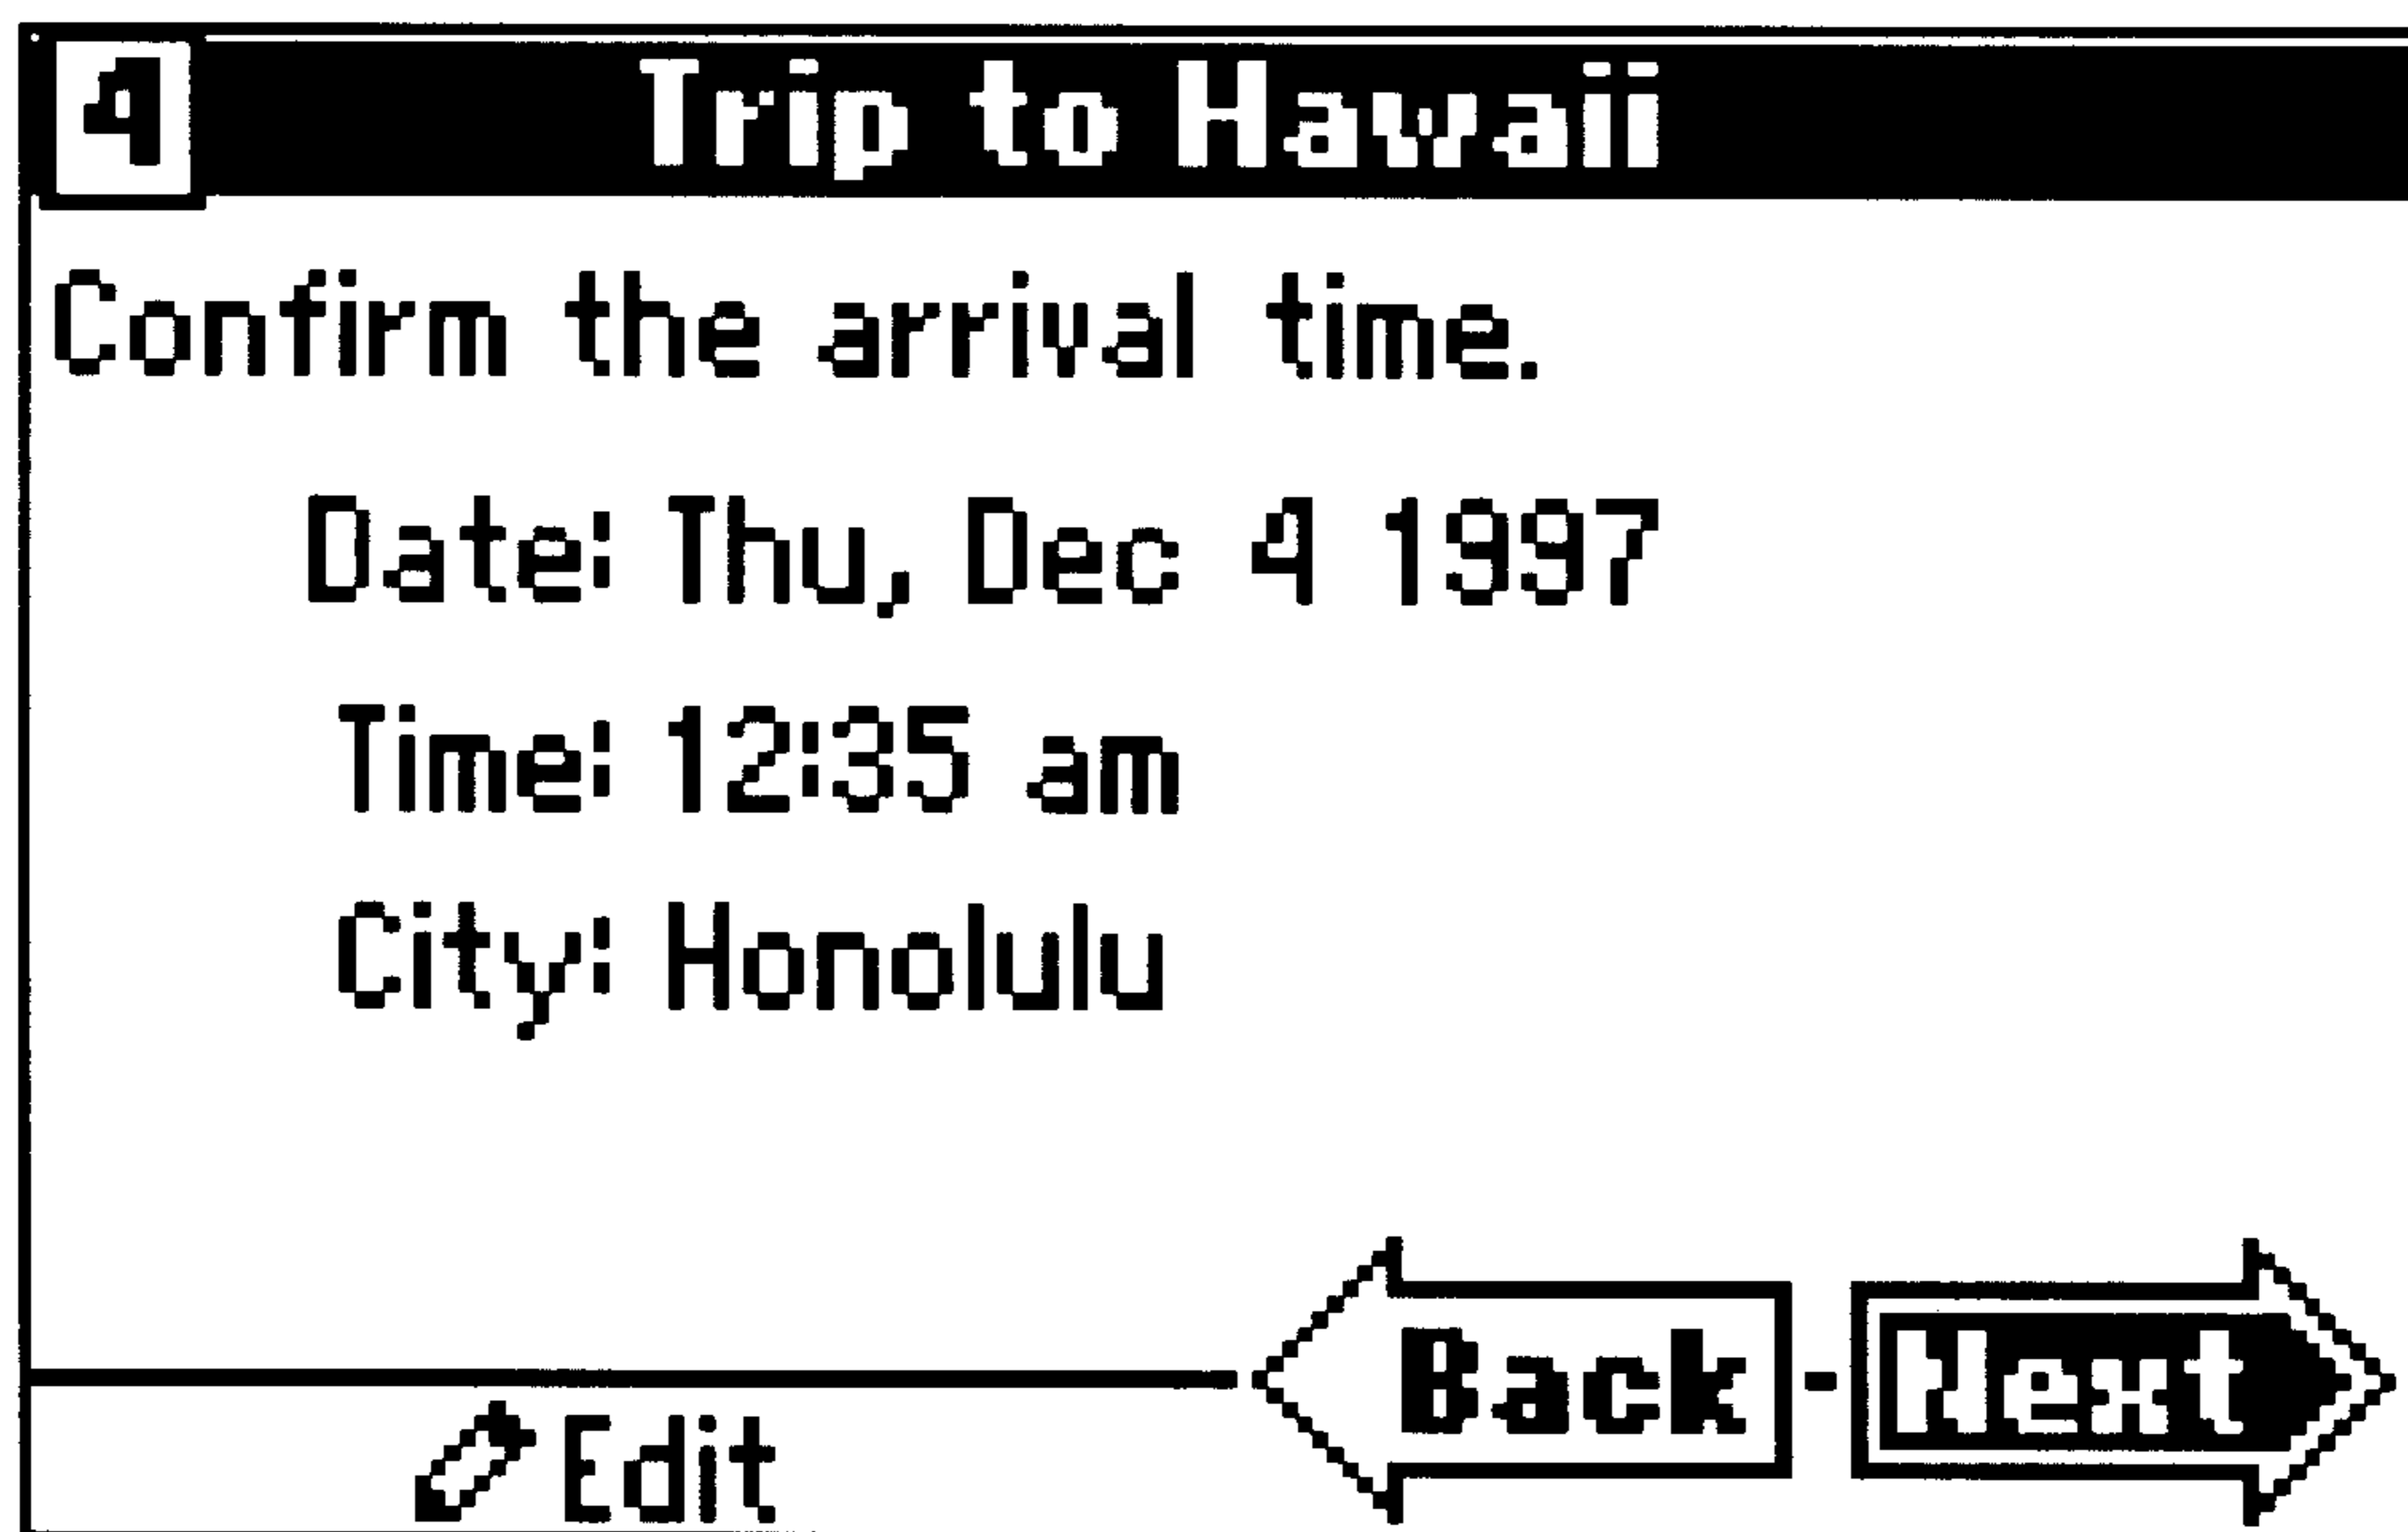 4 Trip to Hawaii
Confirm the arrival time.
Date: Thu, Dec 4 1997
Time: 12:35 am
City: Honolulu
Back Next
Edit